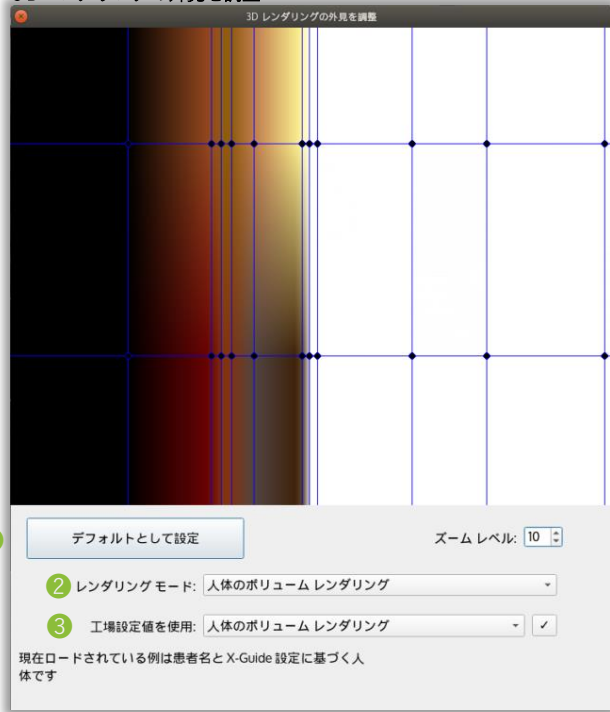 3D レンダリングの外見を調整
デフォルトとして設定
ズーム レベル: 10
2 レンダリング モード: 人体のボリューム レンダリング
3 工場設定値を使用: 人体のボリューム レンダリング ✓
現在ロードされている例は患者名と X-Guide 設定に基づく人
体です